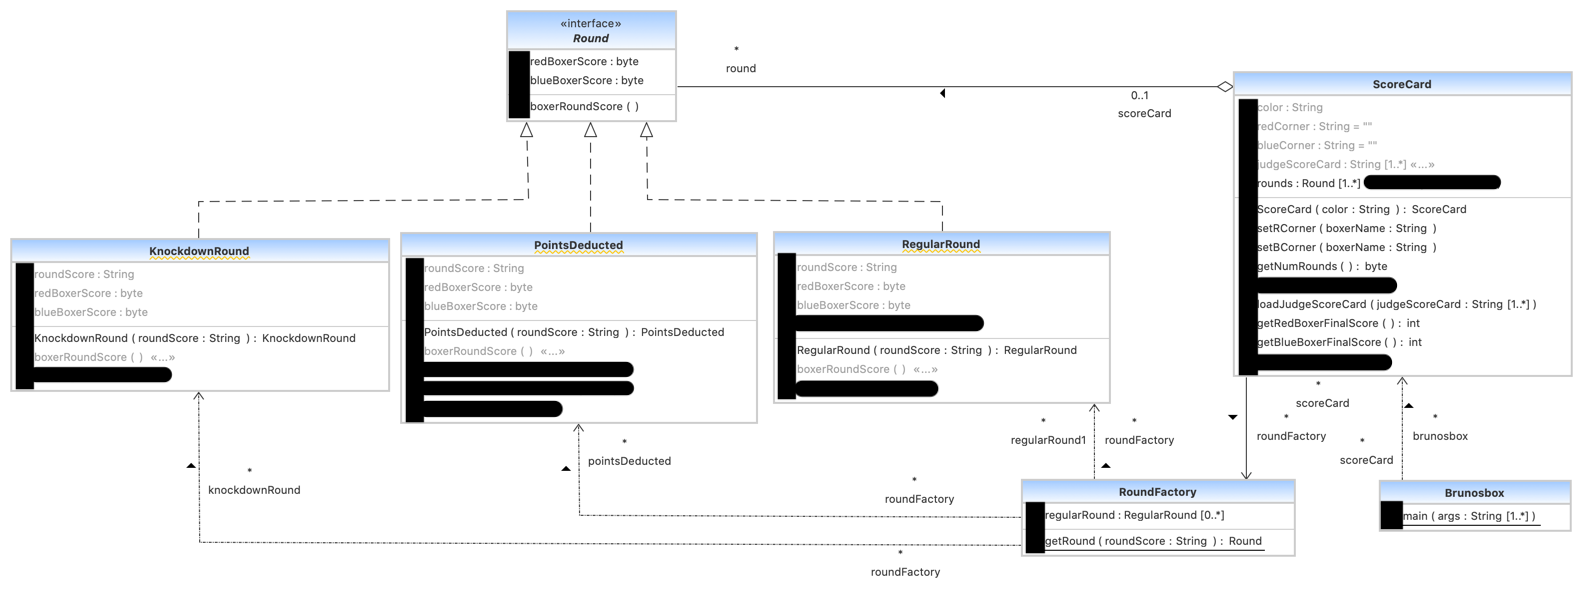 «interface»
Round
redBoxerScore : byte
blueBoxerScore : byte
boxerRoundScore ( )
*
round
0..1
scoreCard
ScoreCard
color : String
redCorner : String = ""
blueCorner : String = ""
judgeScoreCard : String [1..*] «...»
rounds : Round [1..*]
ScoreCard ( color : String ) : ScoreCard
setRCorner ( boxerName : String )
setBCorner ( boxerName : String )
getNumRounds ( ) : byte
loadJudgeScoreCard ( judgeScoreCard : String [1..*] )
getRedBoxerFinalScore ( ) : int
getBlueBoxerFinalScore ( ) : int
KnockdownRound
roundScore : String
redBoxerScore : byte
blueBoxerScore : byte
KnockdownRound ( roundScore : String ) : KnockdownRound
boxerRoundScore ( ) «...»
PointsDeducted
roundScore : String
redBoxerScore : byte
blueBoxerScore : byte
PointsDeducted ( roundScore : String ) : PointsDeducted
boxerRoundScore ( ) «...»
RegularRound
roundScore : String
redBoxerScore : byte
blueBoxerScore : byte
RegularRound ( roundScore : String ) : RegularRound
boxerRoundScore ( ) «...»
*
knockdownRound
*
pointsDeducted
*
regularRound1
*
roundFactory
*
roundFactory
*
scoreCard
*
scoreCard
*
brunosbox
*
roundFactory
*
roundFactory
RoundFactory
regularRound : RegularRound [0..*]
getRound ( roundScore : String ) : Round
Brunosbox
main ( args : String [1..*] )